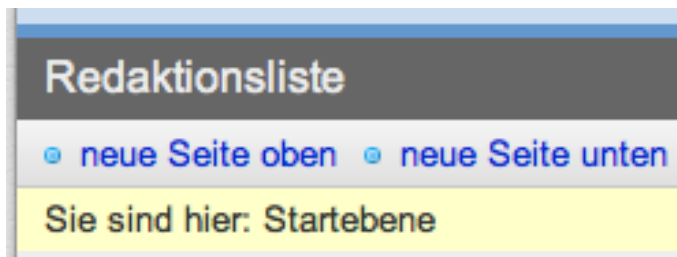 Redaktionsliste
neue Seite oben neue Seite unten
Sie sind hier: Startebene